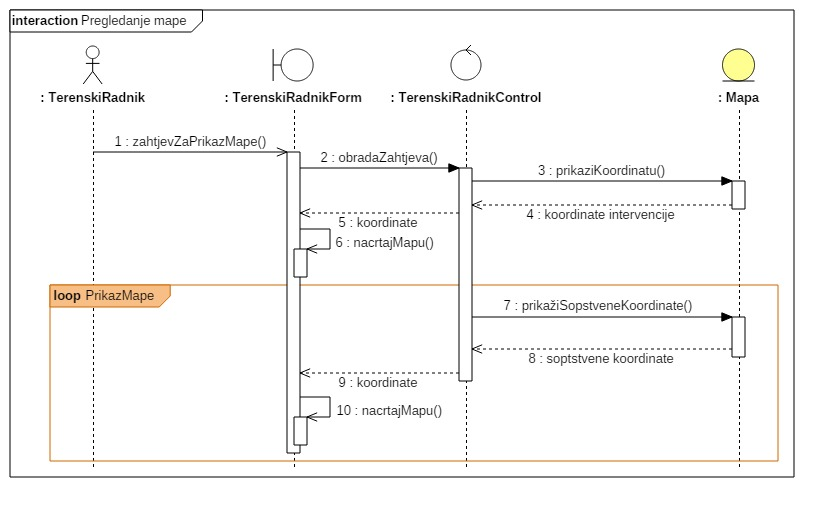 interaction Pregledanje mape
: TerenskiRadnik
: TerenskiRadnikForm
: TerenskiRadnikControl
: Mapa
1 : zahtjevZaPrikazMape()
2 : obradaZahtjeva()
3 : prikaziKoordinatu()
4 : koordinate intervencije
5 : koordinate
6 : nacrtajMapu()
loop PrikazMape
7 : prikažiSopstveneKoordinate()
8 : soptstvene koordinate
9 : koordinate
10 : nacrtajMapu()